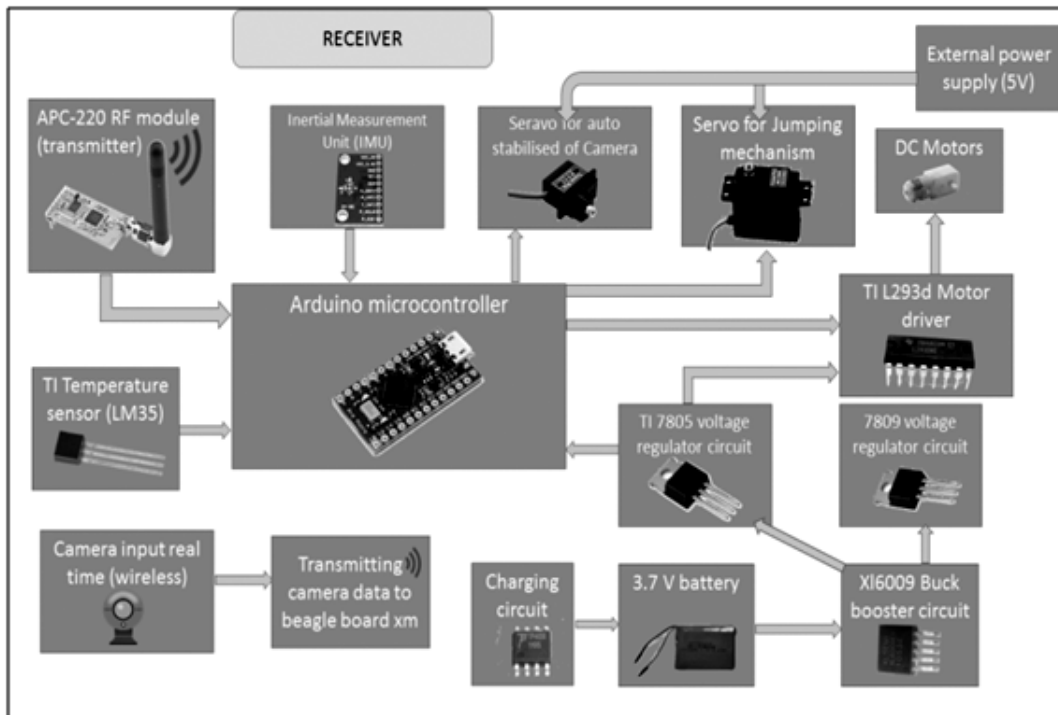 RECEIVER
External power
supply (5V)
APC-220 RF module
(transmitter)
Inertial Measurement
Unit (IMU)
Seravo for auto
stabilised of Camera
Servo for Jumping
mechanism
DC Motors
Arduino microcontroller
TI L293d Motor
driver
TI Temperature
sensor (LM35)
TI 7805 voltage
regulator circuit
7809 voltage
regulator circuit
Camera input real
time (wireless)
Transmitting
camera data to
beagle board xm
Charging
circuit
3.7 V battery
Xl6009 Buck
booster circuit